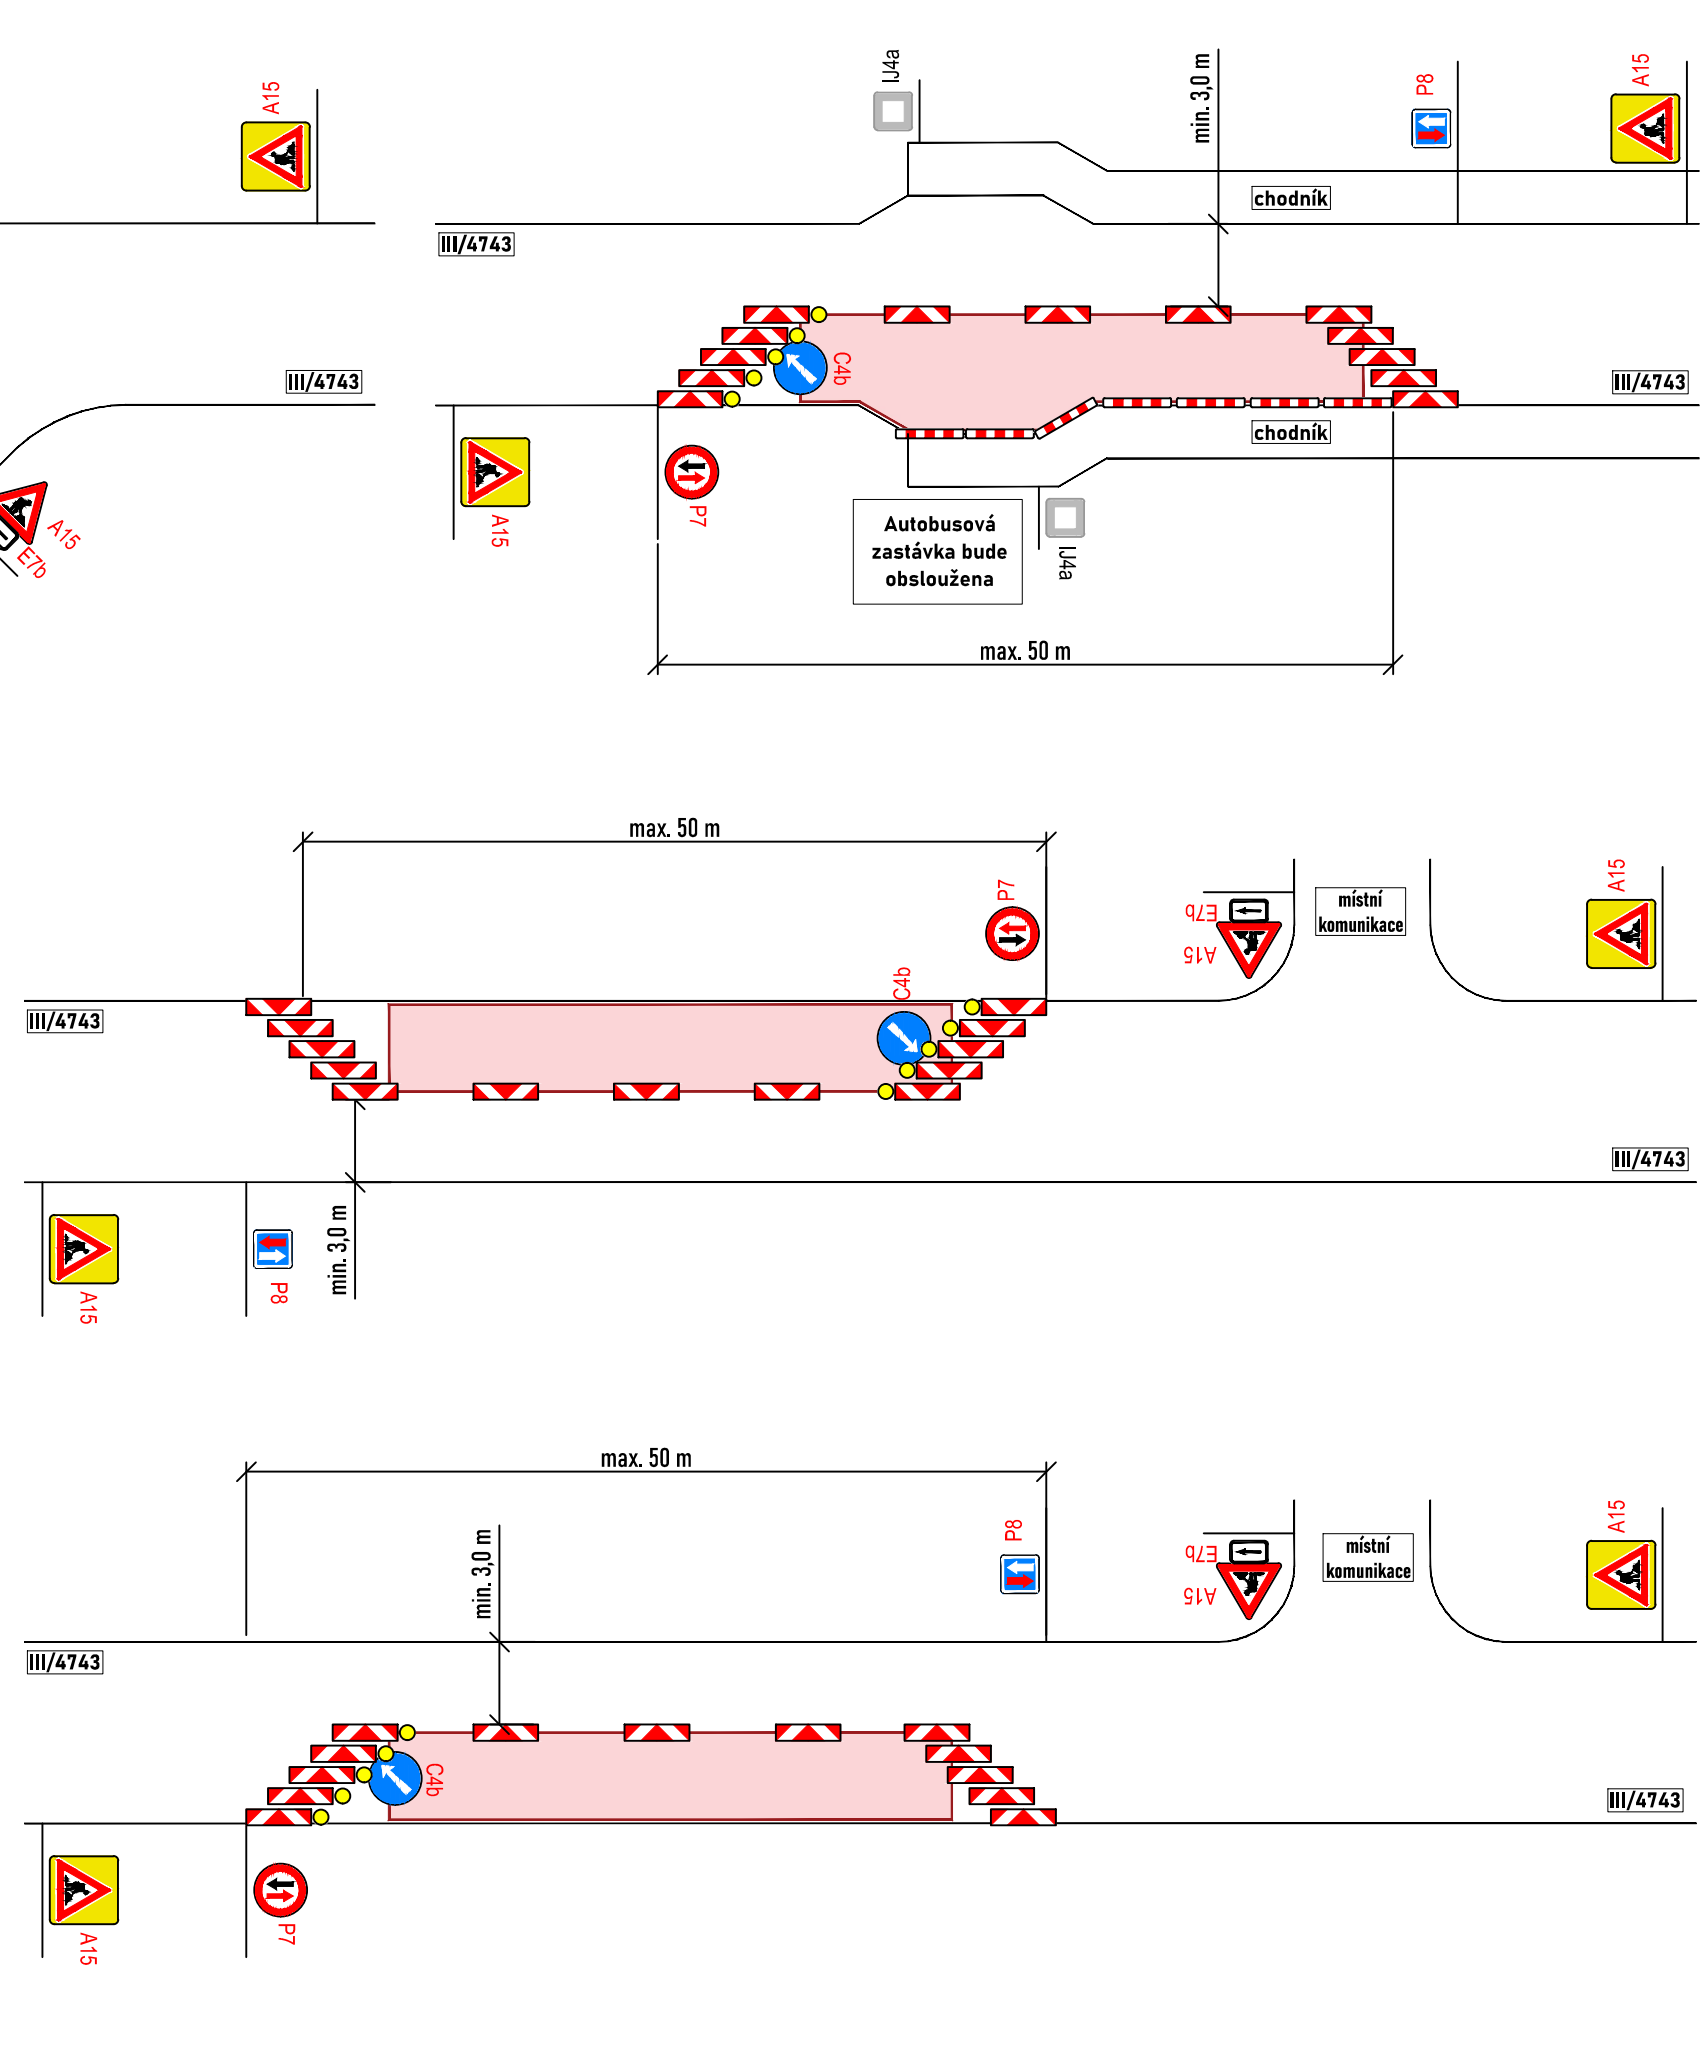 A15
IJ4a
min. 3,0 m
P8
A15
chodník
III/4743
III/4743
C4b
III/4743
chodník
A15
E7b
A15
P7
Autobusová
zastávka bude
obsloužena
IJ4a
max. 50 m
max. 50 m
P7
A15
E7b
A15
místní
komunikace
C4b
III/4743
III/4743
min. 3,0 m
A15
P8
max. 50 m
min. 3,0 m
P8
A15
E7b
A15
místní
komunikace
III/4743
C4b
III/4743
A15
P7